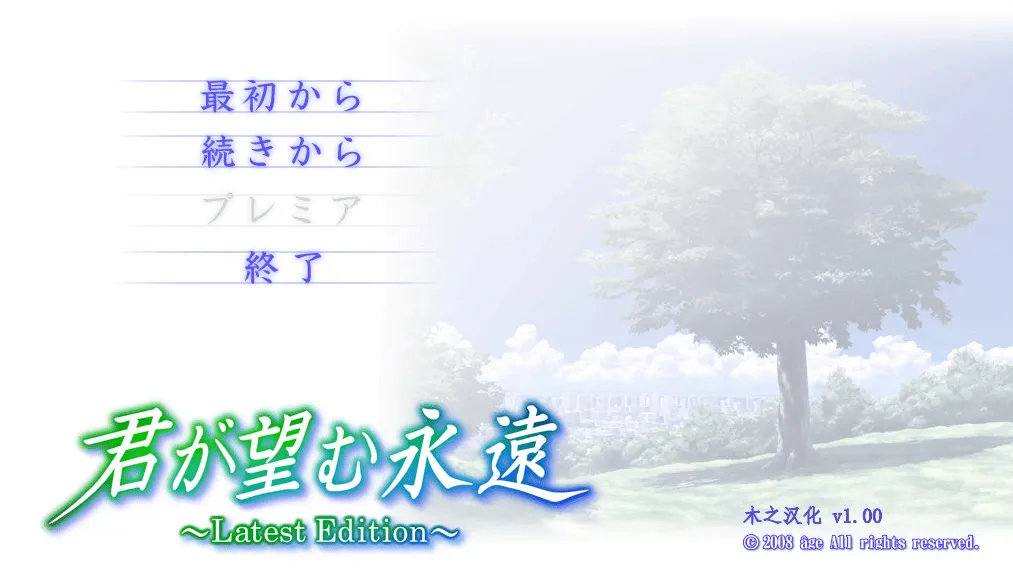 最初から
続きから
プレミア
終了
君が望む永遠
～Latest Edition～
木之汉化 v1.00
© 2008 âge All rights reserved.